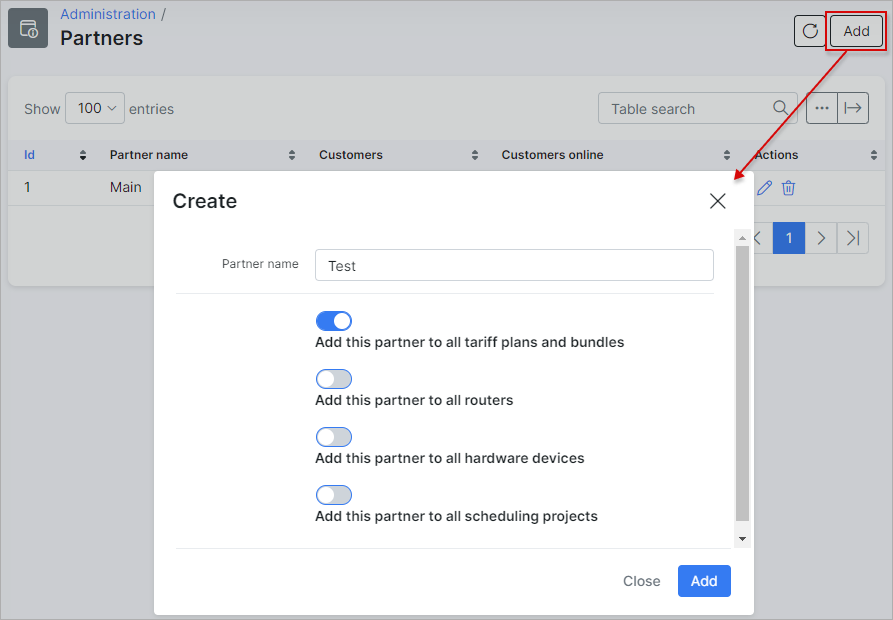 Administration /
Partners
Add
Show 100 entries
Table search
Id Partner name Customers Customers online Actions
1 Main
1
Create
Partner name Test
Add this partner to all tariff plans and bundles
Add this partner to all routers
Add this partner to all hardware devices
Add this partner to all scheduling projects
Close Add